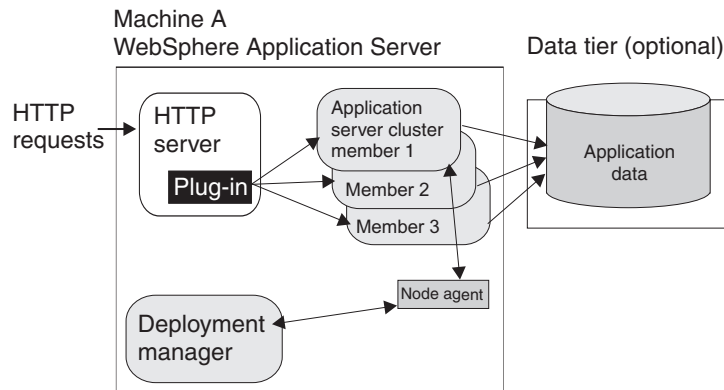 Machine A
WebSphere Application Server
Data tier (optional)
HTTP
requests
HTTP
server
Plug-in
Application
server cluster
member 1
Member 2
Member 3
Application
data
Node agent
Deployment
manager